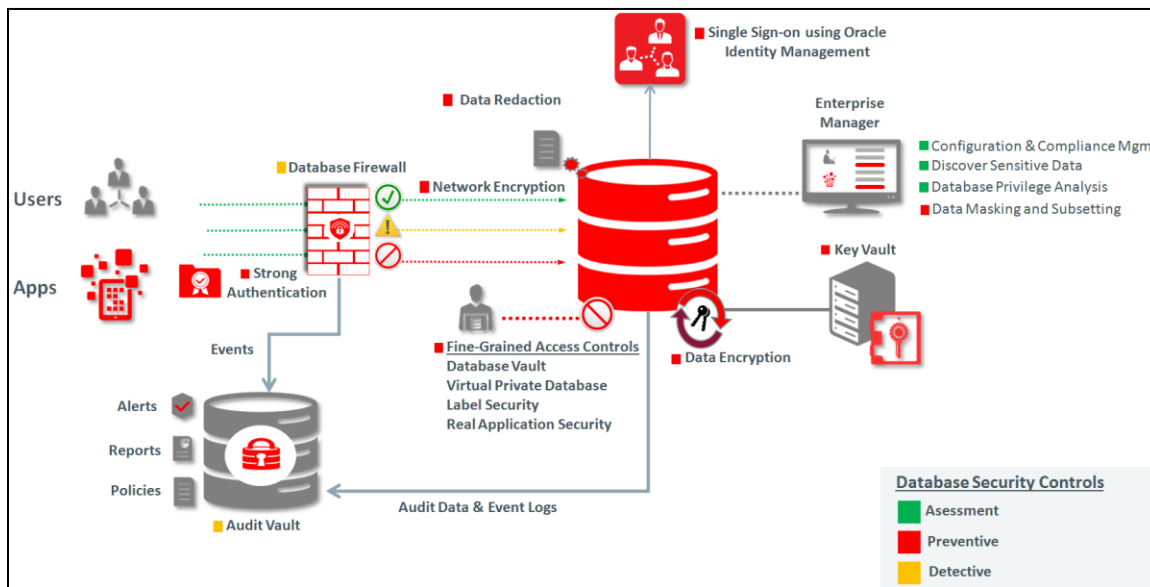 Single Sign-on using Oracle
Identity Management
Data Redaction
Enterprise
Manager
Configuration & Compliance Mgm
Discover Sensitive Data
Database Privilege Analysis
Data Masking and Subsetting
Database Firewall
Network Encryption
Users
Apps
Strong
Authentication
Key Vault
Events
Fine-Grained Access Controls
Database Vault
Virtual Private Database
Label Security
Real Application Security
Data Encryption
Alerts
Reports
Policies
Audit Vault
Audit Data & Event Logs
Database Security Controls
Asessment
Preventive
Detective